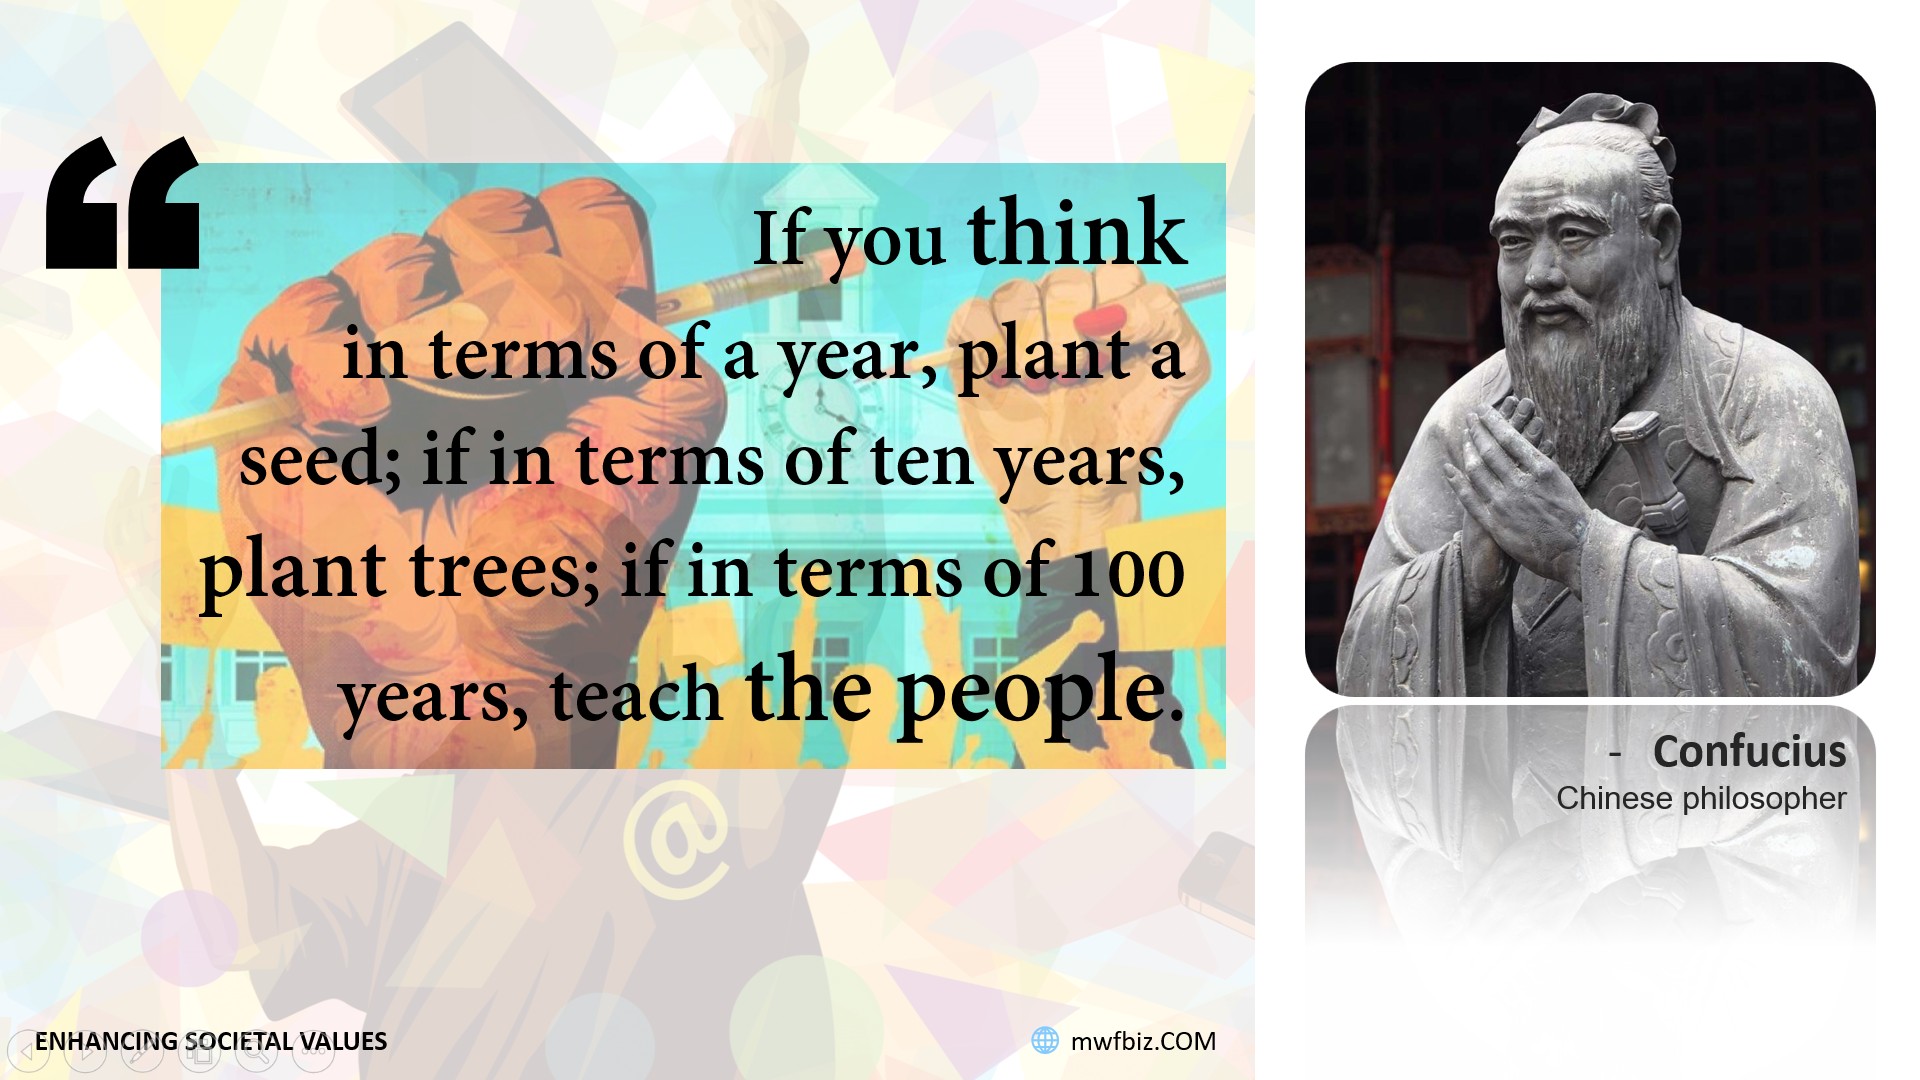 “
If you think
in terms of a year, plant a
seed; if in terms of ten years,
plant trees; if in terms of 100
years, teach the people.
@
- Confucius
Chinese philosopher
ENHANCING SOCIETAL VALUES
mwfbiz.COM